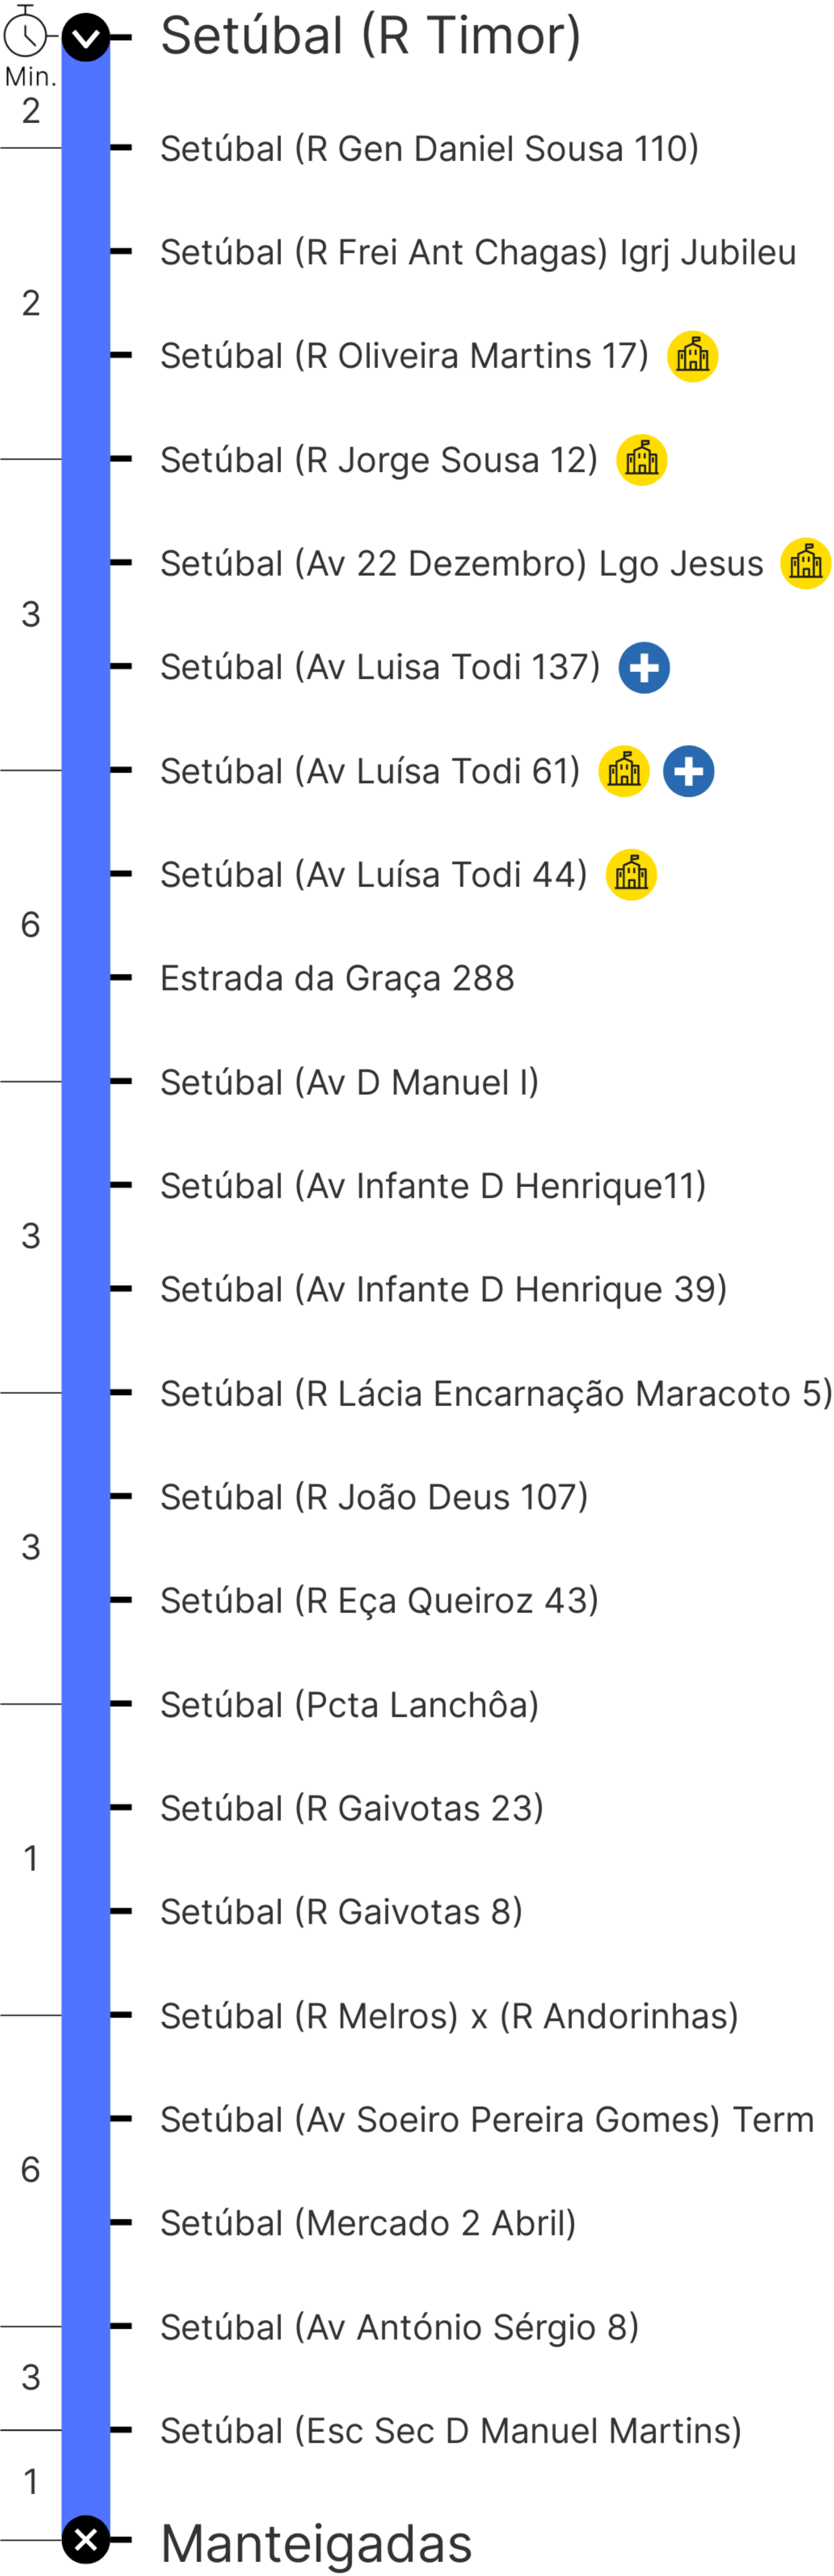 Setúbal (R Timor)
Min.
2
Setúbal (R Gen Daniel Sousa 110)
Setúbal (R Frei Ant Chagas) Igrj Jubileu
2
Setúbal (R Oliveira Martins 17)
Setúbal (R Jorge Sousa 12)
Setúbal (Av 22 Dezembro) Lgo Jesus
3
Setúbal (Av Luisa Todi 137)
Setúbal (Av Luísa Todi 61)
Setúbal (Av Luísa Todi 44)
6
Estrada da Graça 288
Setúbal (Av D Manuel I)
Setúbal (Av Infante D Henrique11)
3
Setúbal (Av Infante D Henrique 39)
Setúbal (R Lácia Encarnação Maracoto 5)
Setúbal (R João Deus 107)
3
Setúbal (R Eça Queiroz 43)
Setúbal (Pcta Lanchôa)
Setúbal (R Gaivotas 23)
1
Setúbal (R Gaivotas 8)
Setúbal (R Melros) x (R Andorinhas)
Setúbal (Av Soeiro Pereira Gomes) Term
6
Setúbal (Mercado 2 Abril)
Setúbal (Av António Sérgio 8)
3
Setúbal (Esc Sec D Manuel Martins)
1
Manteigadas